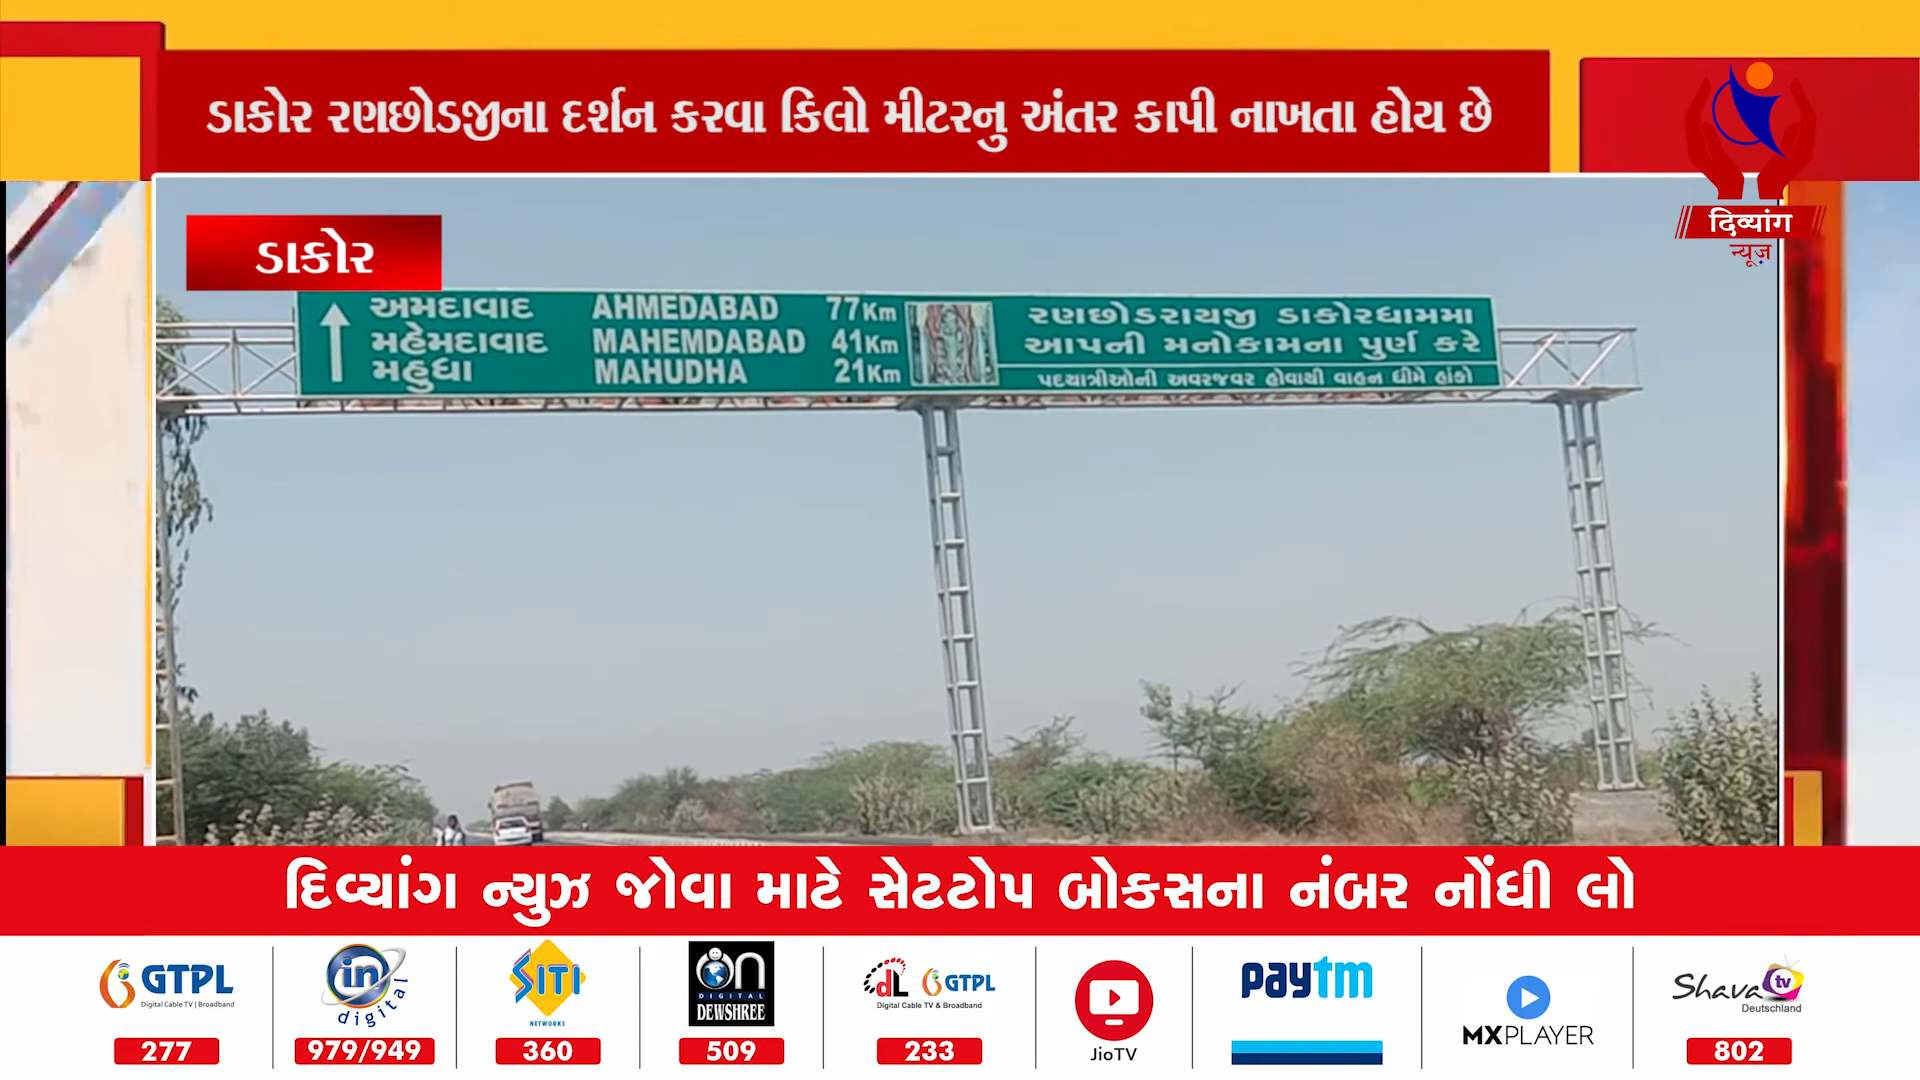 ડાકોર રણછોડજીના દર્શન કરવા કિલો મીટરનુ અંતર કાપી નાખતા હોય છે
दिव्यांग
न्यूज़
ડાકોર
અમદાવાદ AHMEDABAD 77Km
મહેમદાવાદ MAHEMDABAD 41Km
મહુધા MAHUDHA 21Km
રણછોડરાયજી ડાકોરધામમા
આપની મનોકામના પુર્ણ કરે
પદયાત્રીઓની અવરજવર હોવાથી વાહન ધીમે હાંકો
દિવ્યાંગ ન્યુઝ જોવા માટે સેટટોપ બોકસના નંબર નોંધી લો
GTPL
Digital Cable TV | Broadband
277
in
digital
979/949
SITI
NETWORKS
360
ON
DIGITAL
DEWSHREE
509
dL GTPL
Digital Cable TV & Broadband
233
JioTV
paytm
MXPLAYER
Shava tv
Deutschland
802